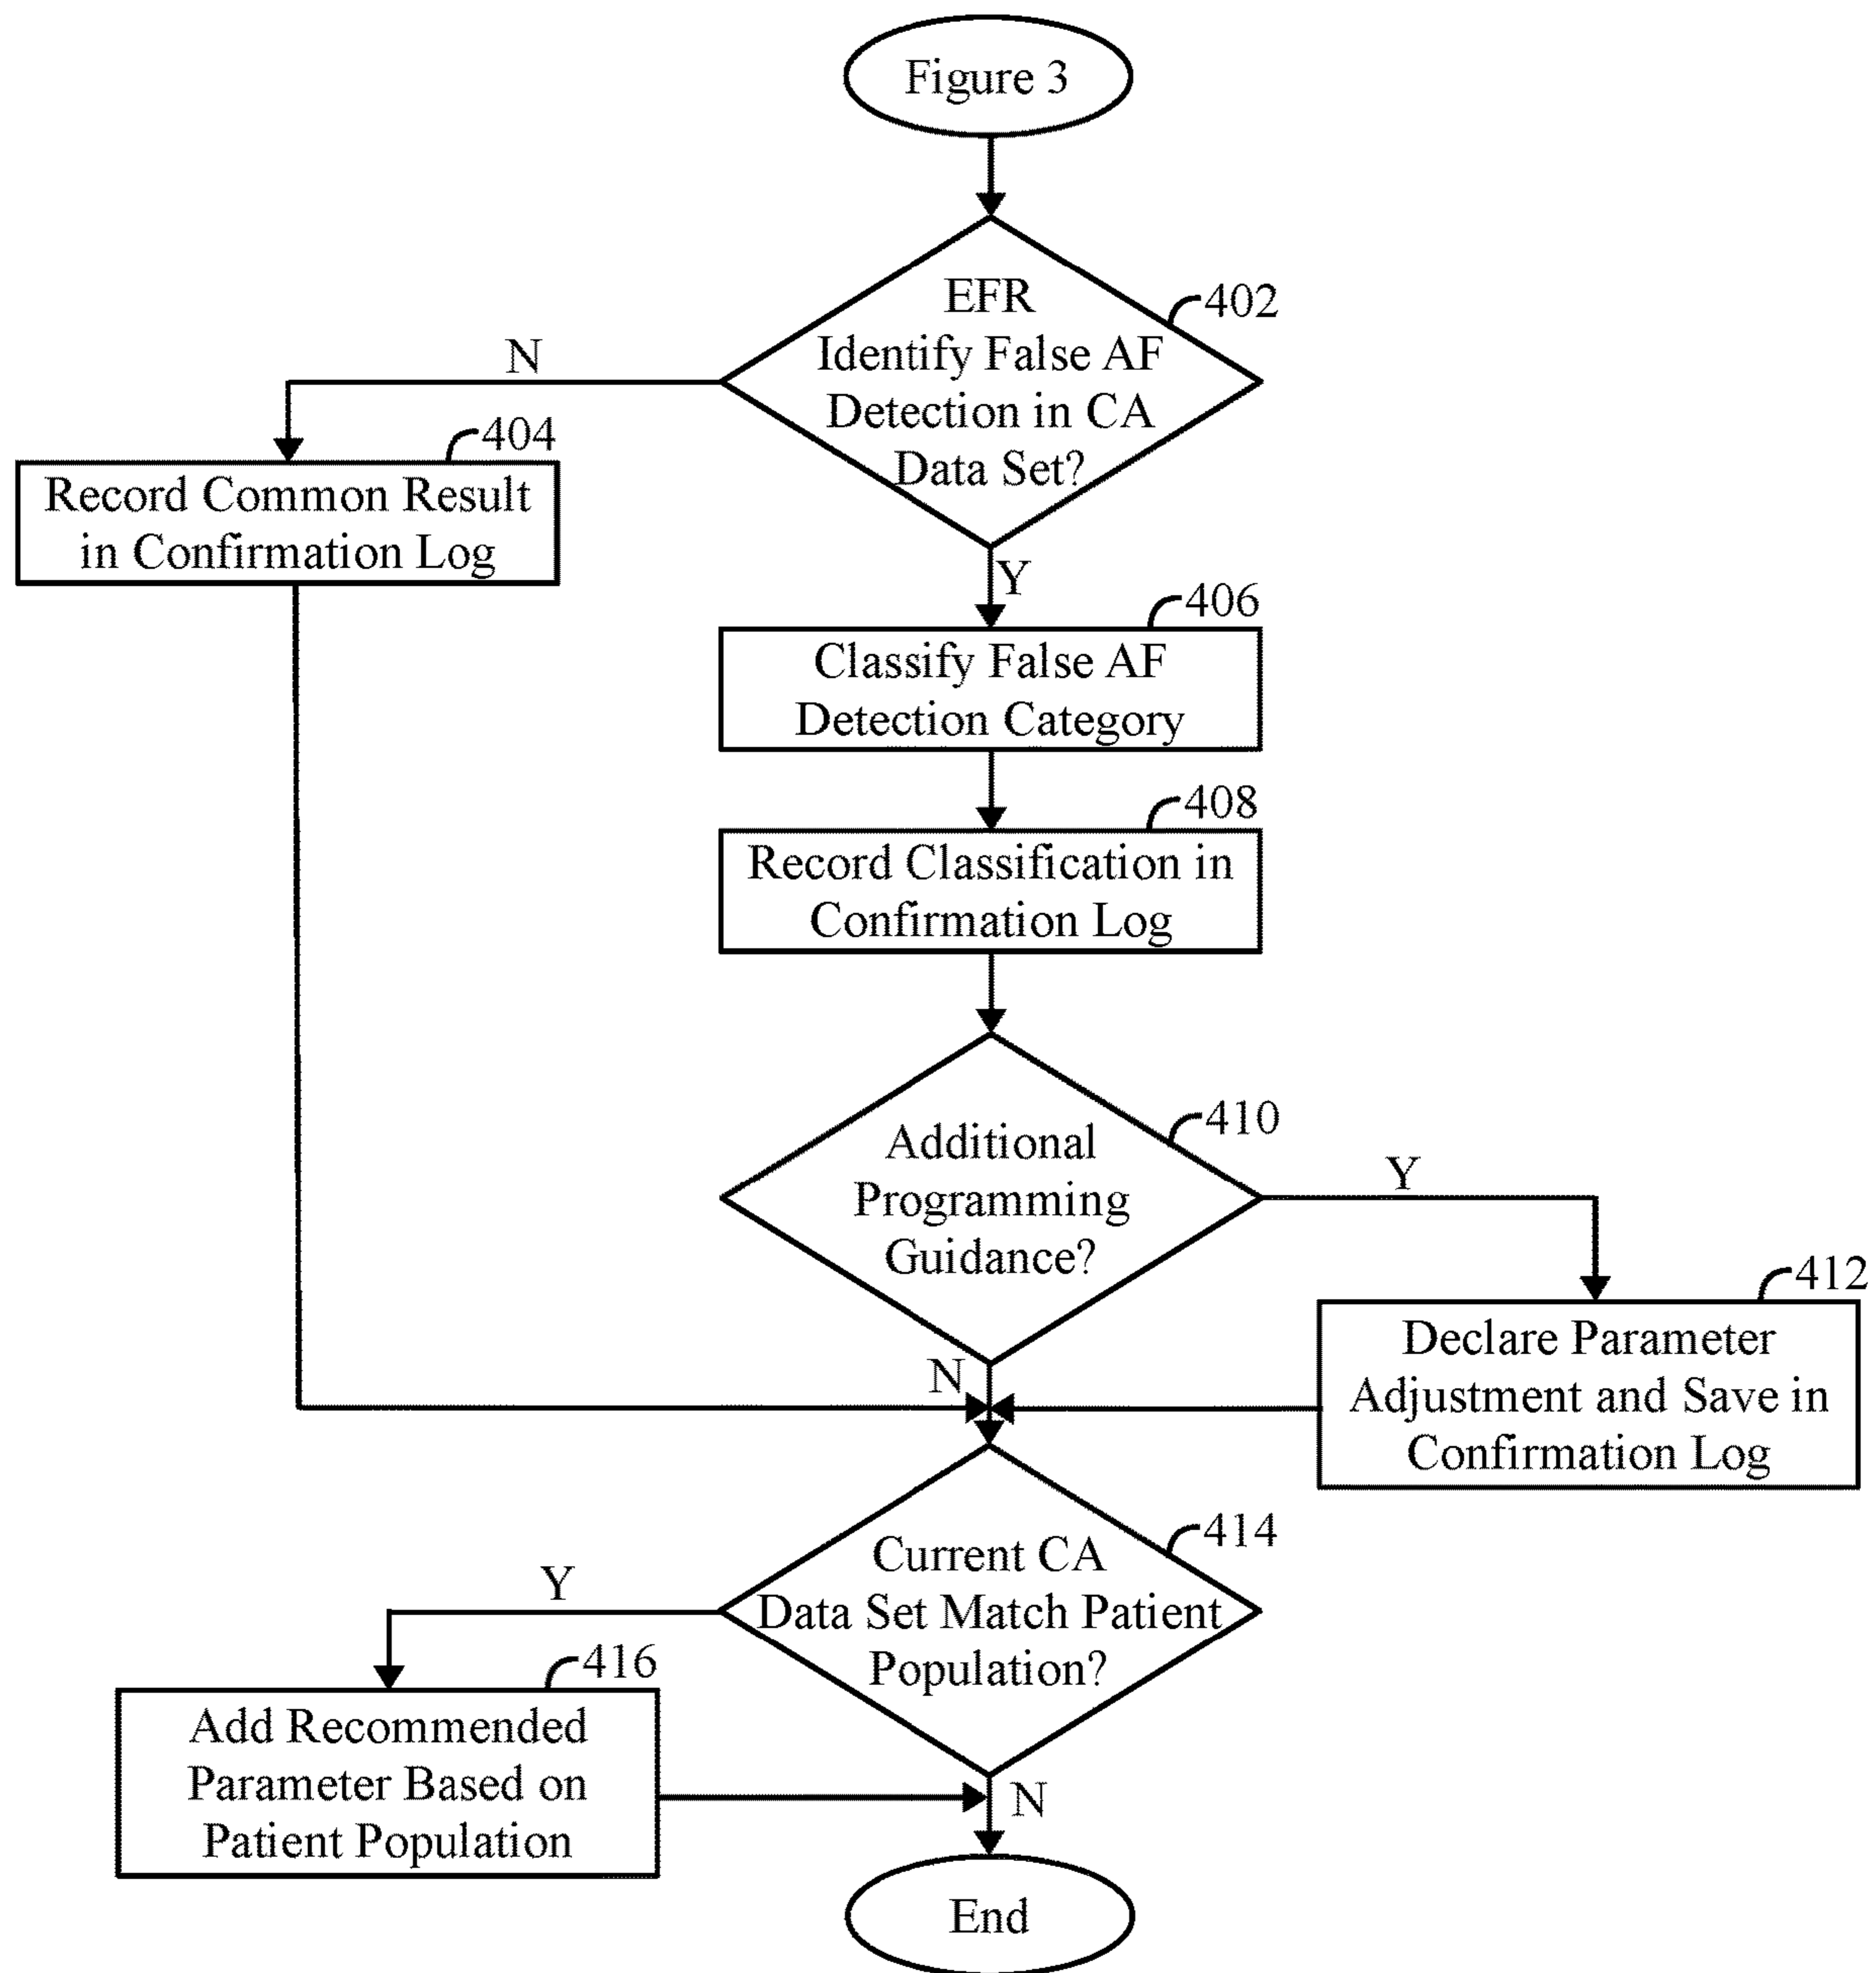 Figure 3
EFR
Identify False AF
Detection in CA
Data Set?
402
N
404
Record Common Result
in Confirmation Log
Y
406
Classify False AF
Detection Category
408
Record Classification in
Confirmation Log
410
Additional
Programming
Guidance?
Y
412
Declare Parameter
Adjustment and Save in
Confirmation Log
N
414
Current CA
Data Set Match Patient
Population?
Y
416
Add Recommended
Parameter Based on
Patient Population
N
End